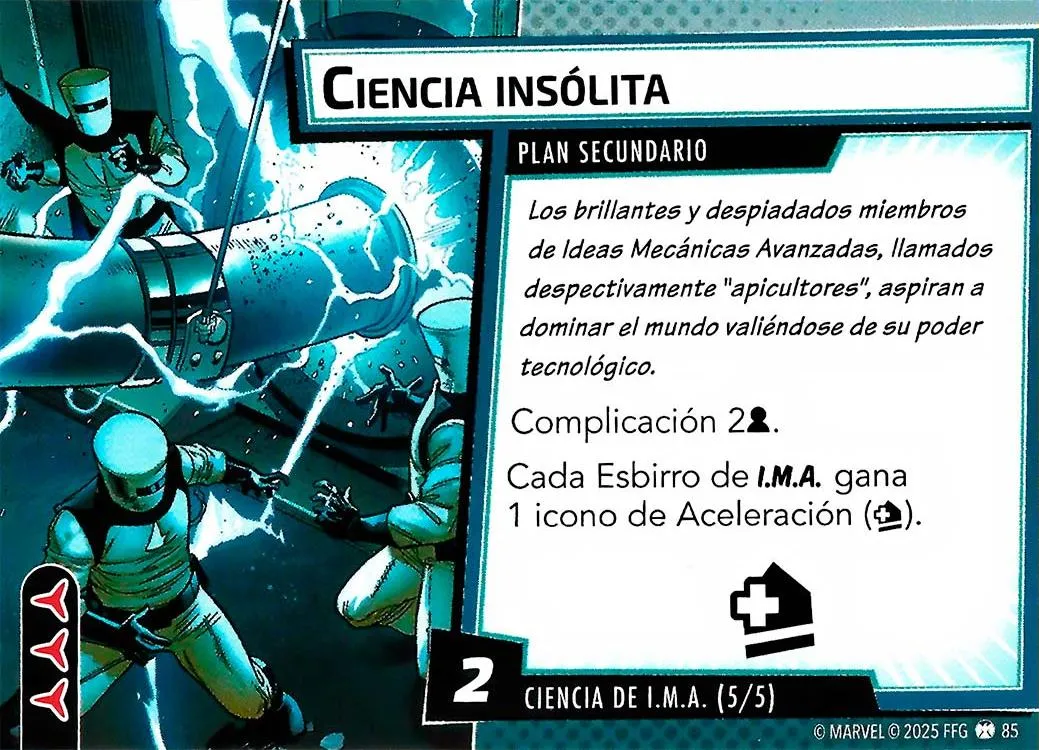 CIENCIA INSÓLITA
PLAN SECUNDARIO
Los brillantes y despiadados miembros
de Ideas Mecánicas Avanzadas, llamados
despectivamente "apicultores", aspiran a
dominar el mundo valiéndose de su poder
tecnológico.
Complicación 2.
Cada Esbirro de I.M.A. gana
1 icono de Aceleración ( ).
2
CIENCIA DE I.M.A. (5/5)
© MARVEL © 2025 FFG 85